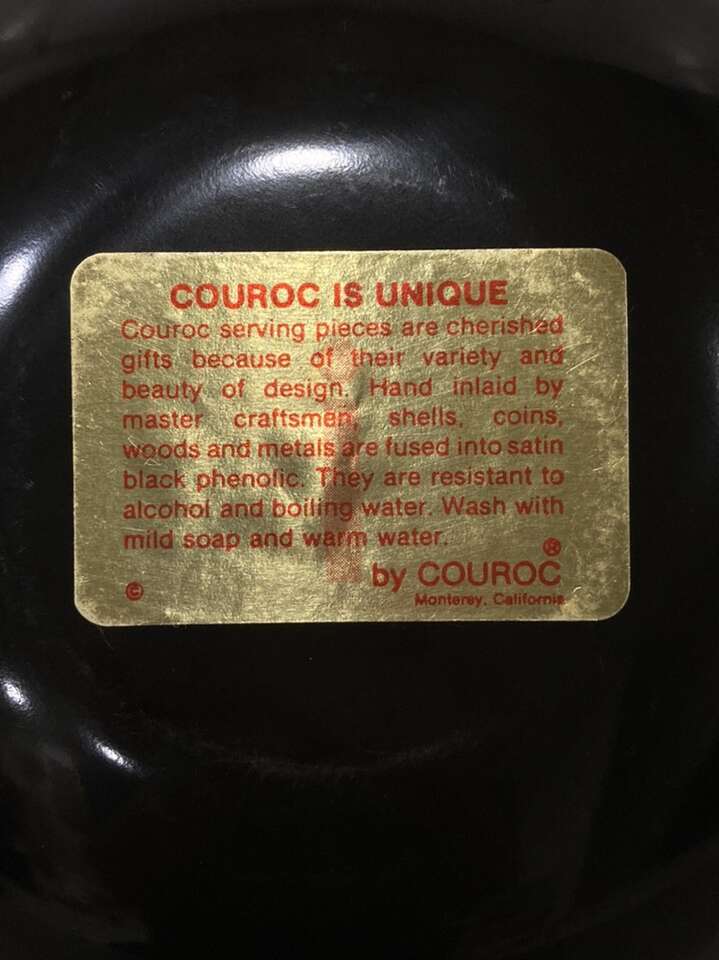 COUROC IS UNIQUE
Couroc serving pieces are cherished
gifts because of their variety and
beauty of design. Hand inlaid by
master craftsmen, shells, coins,
woods and metals are fused into satin
black phenolic. They are resistant to
alcohol and boiling water. Wash with
mild soap and warm water.
®
by COUROC
© Monterey, California